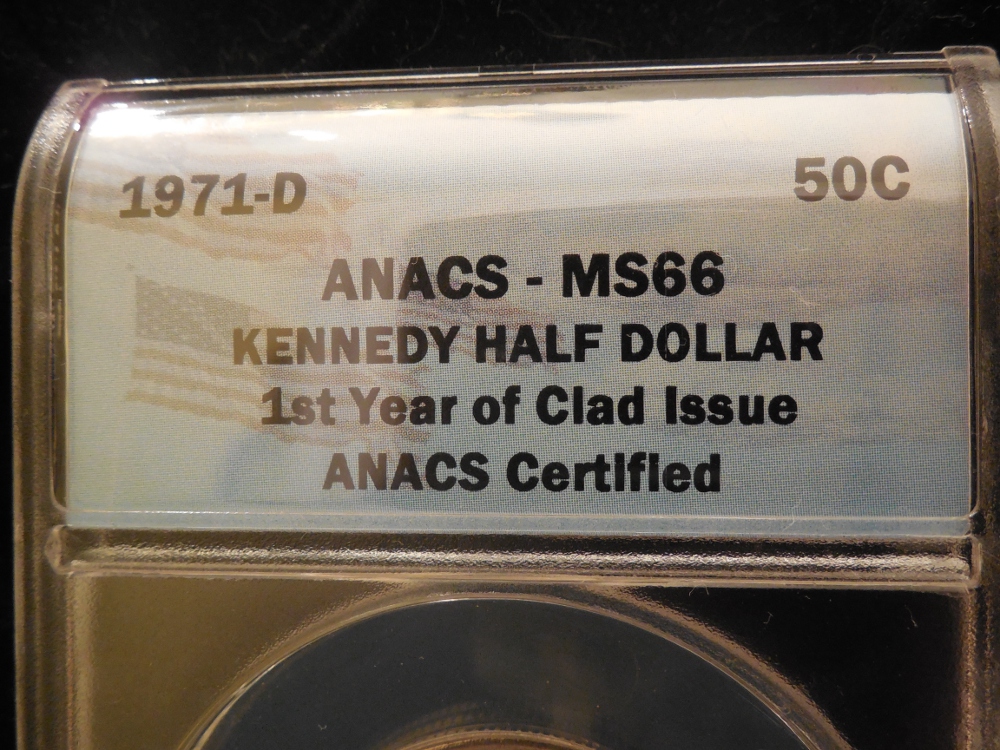 1971-D 50C
ANACS - MS66
KENNEDY HALF DOLLAR
1st Year of Clad Issue
ANACS Certified